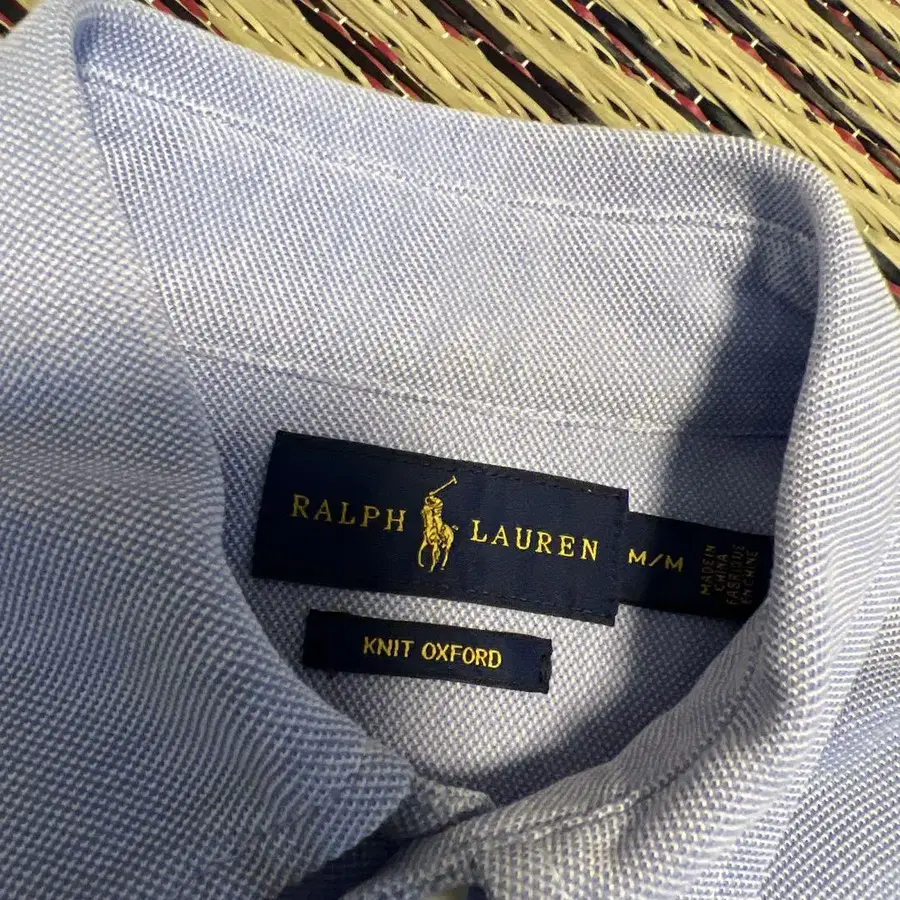 RALPH LAUREN
M/M
MADE IN
CHINA
FABRIQUÉ
EN CHINE
KNIT OXFORD